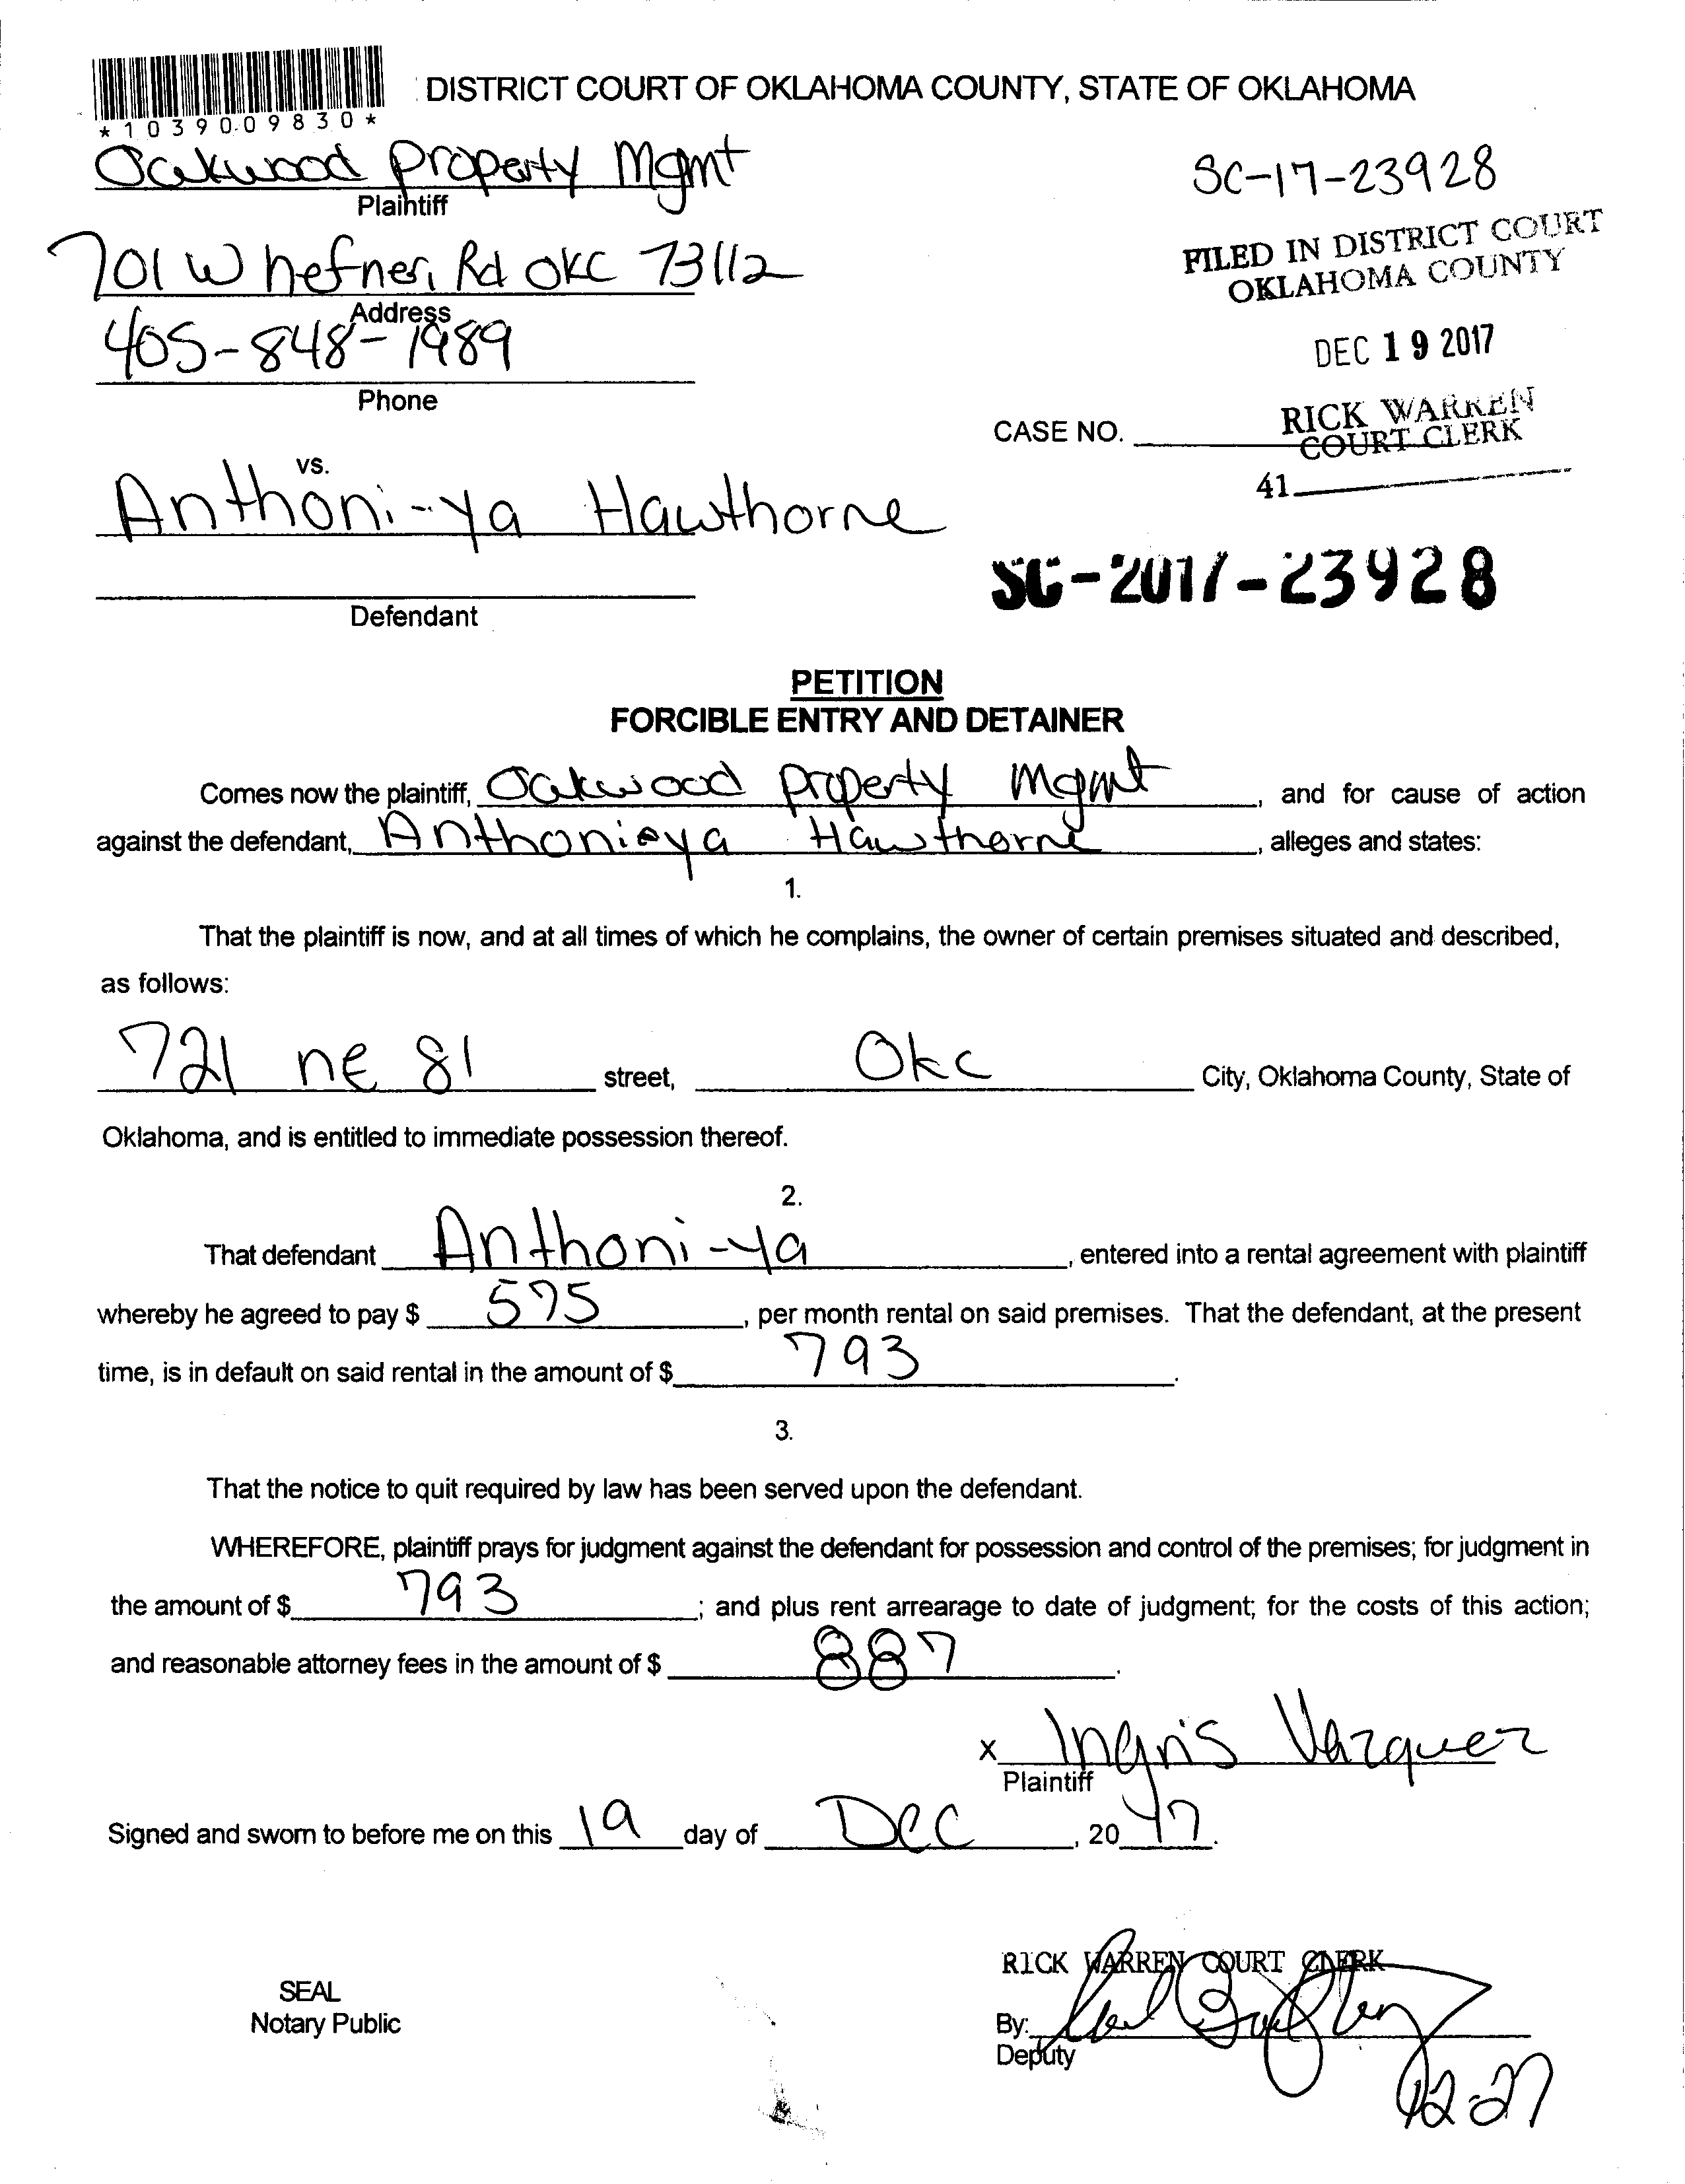 DISTRICT COURT OF OKLAHOMA COUNTY, STATE OF OKLAHOMA
*1039009830*
Oakwood Property Mgmt
Plaintiff
SC-17-23928
FILED IN DISTRICT COURT
OKLAHOMA COUNTY
701 W hefner Rd OKC 73112
Address
405-848-1989
Phone
DEC 19 2017
RICK WARREN
COURT CLERK
CASE NO.
41
vs.
Anthoni-ya Hawthorne
Defendant
SC-2017-23928
PETITION
FORCIBLE ENTRY AND DETAINER
Comes now the plaintiff, Oakwood Property Mgmt, and for cause of action
against the defendant, Anthoni-ya Hawthorne, alleges and states:
1.
That the plaintiff is now, and at all times of which he complains, the owner of certain premises situated and described,
as follows:
721 ne 81 street, Okc City, Oklahoma County, State of
Oklahoma, and is entitled to immediate possession thereof.
2.
That defendant Anthoni-ya, entered into a rental agreement with plaintiff
whereby he agreed to pay $ 575, per month rental on said premises. That the defendant, at the present
time, is in default on said rental in the amount of $ 793.
3.
That the notice to quit required by law has been served upon the defendant.
WHEREFORE, plaintiff prays for judgment against the defendant for possession and control of the premises; for judgment in
the amount of $ 793; and plus rent arrearage to date of judgment; for the costs of this action;
and reasonable attorney fees in the amount of $ 887.
x Ingris Vazquez
Plaintiff
Signed and sworn to before me on this 19 day of Dec, 20 17.
RICK WARREN COURT CLERK
SEAL
Notary Public
By:
Deputy
12-27